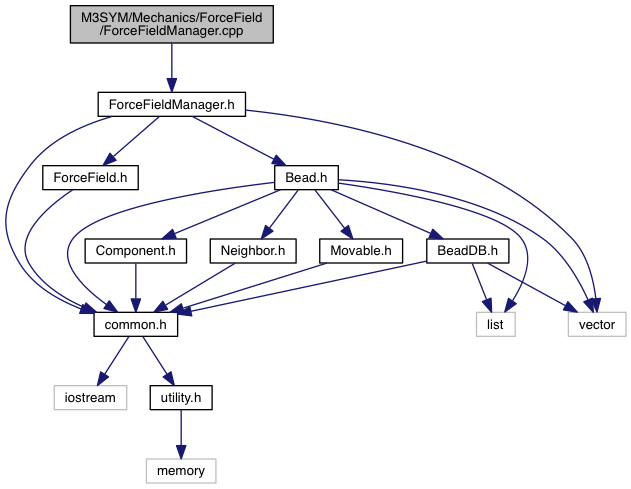 M3SYM/Mechanics/ForceField
/ForceFieldManager.cpp
ForceFieldManager.h
ForceField.h
Bead.h
Component.h
Neighbor.h
Movable.h
BeadDB.h
common.h
list
vector
iostream
utility.h
memory